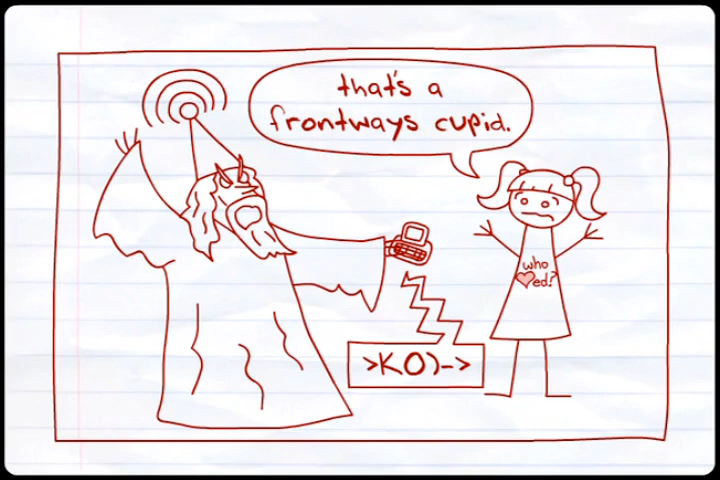 that's a
frontways cupid.
who
❤ed?
>KO)->